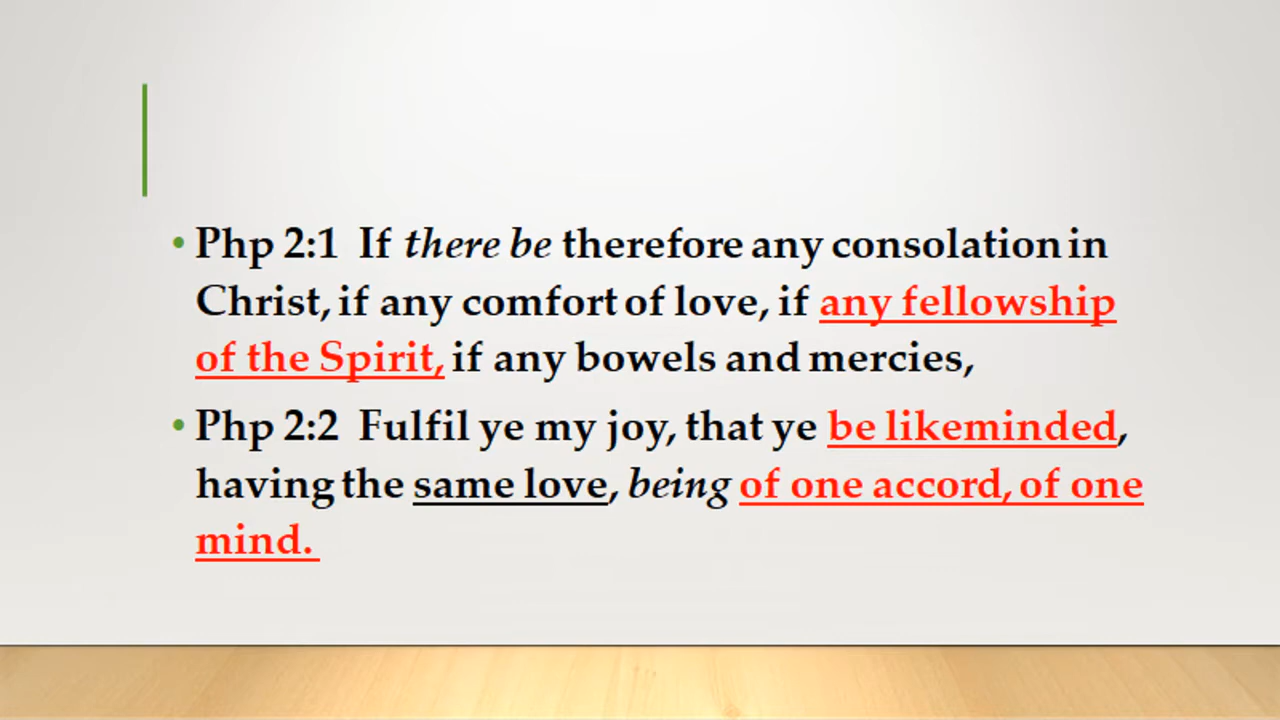 • Php 2:1 If there be therefore any consolation in
Christ, if any comfort of love, if any fellowship
of the Spirit, if any bowels and mercies,
• Php 2:2 Fulfil ye my joy, that ye be likeminded,
having the same love, being of one accord, of one
mind.